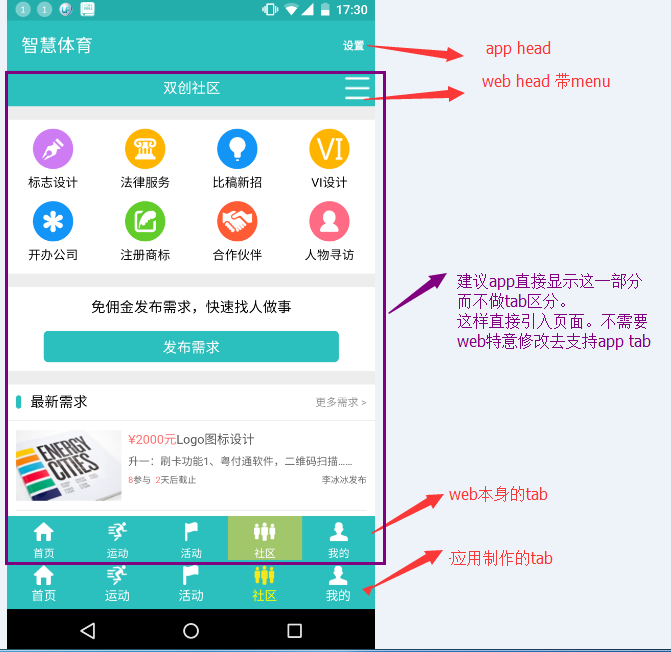 1 1 17:30
智慧体育 设置
app head
双创社区
web head 带menu
VI
标志设计 法律服务 比稿新招 VI设计
开办公司 注册商标 合作伙伴 人物寻访
建议app直接显示这一部分
而不做tab区分。
这样直接引入页面。不需要
web特意修改去支持app tab
免佣金发布需求，快速找人做事
发布需求
最新需求 更多需求 >
ENERGY
CITIES
¥2000元Logo图标设计
升一：刷卡功能1、粤付通软件，二维码扫描......
8参与 2天后截止 李冰冰发布
web本身的tab
首页 运动 活动 社区 我的
应用制作的tab
首页 运动 活动 社区 我的